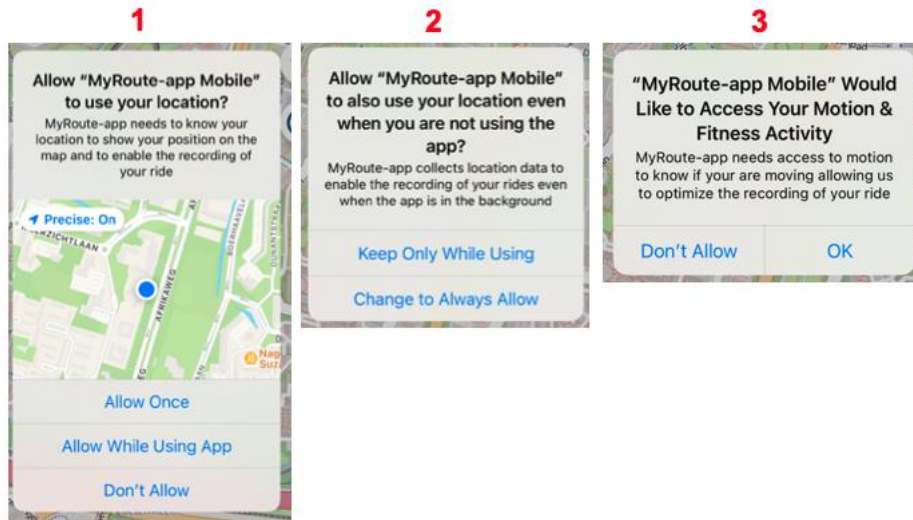 1
Allow “MyRoute-app Mobile”
to use your location?
MyRoute-app needs to know your
location to show your position on the
map and to enable the recording of
your ride
Precise: On
AFRIKAWEG
Allow Once
Allow While Using App
Don’t Allow
2
Allow “MyRoute-app Mobile”
to also use your location even
when you are not using the
app?
MyRoute-app collects location data to
enable the recording of your rides even
when the app is in the background
Keep Only While Using
Change to Always Allow
3
“MyRoute-app Mobile” Would
Like to Access Your Motion &
Fitness Activity
MyRoute-app needs access to motion
to know if your are moving allowing us
to optimize the recording of your ride
Don’t Allow
OK